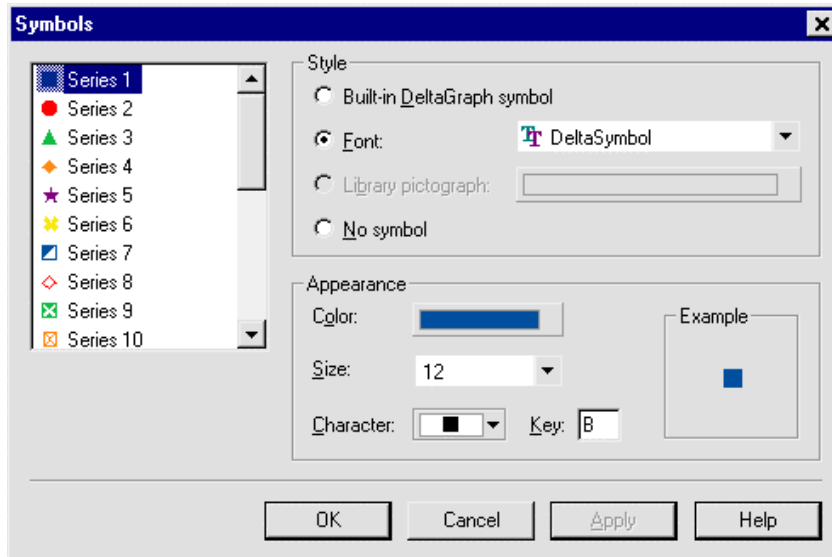 Symbols
Series 1
Series 2
Series 3
Series 4
Series 5
Series 6
Series 7
Series 8
Series 9
Series 10
Style
Built-in DeltaGraph symbol
Font: DeltaSymbol
Library pictograph:
No symbol
Appearance
Color:
Size: 12
Character: Key: B
Example
OK Cancel Apply Help